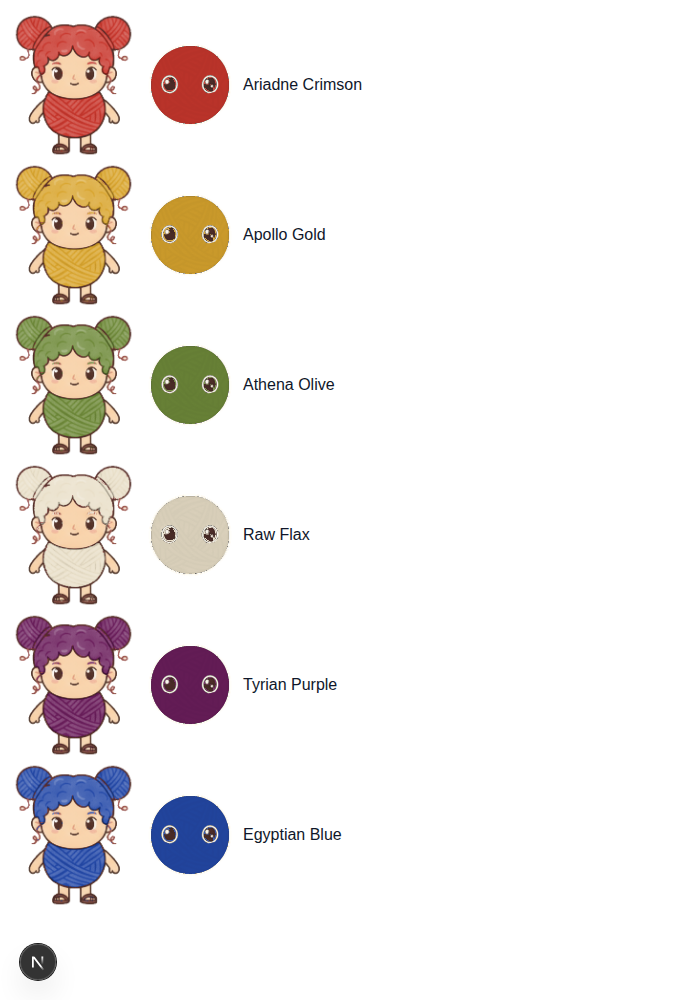 Ariadne Crimson
Apollo Gold
Athena Olive
Raw Flax
Tyrian Purple
Egyptian Blue
N